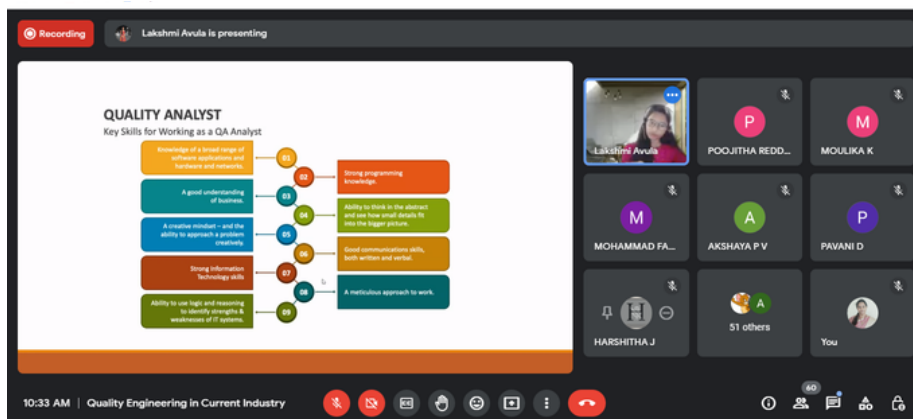 Recording
Lakshmi Avula is presenting
QUALITY ANALYST
Key Skills for Working as a QA Analyst
Knowledge of a broad range of
software applications and
hardware and networks.
01
02
Strong programming
knowledge.
A good understanding
of business.
03
04
Ability to think in the abstract
and see how small details fit
into the bigger picture.
A creative mindset – and the
ability to approach a problem
creatively.
05
06
Good communications skills,
both written and verbal.
Strong Information
Technology skills
07
08
A meticulous approach to work.
Ability to use logic and reasoning
to identify strengths &
weaknesses of IT systems.
09
Lakshmi Avula
P
POOJITHA REDD...
M
MOULIKA K
M
MOHAMMAD FA...
A
AKSHAYA P V
P
PAVANI D
H
HARSHITHA J
A
51 others
You
10:33 AM | Quality Engineering in Current Industry
CC
60